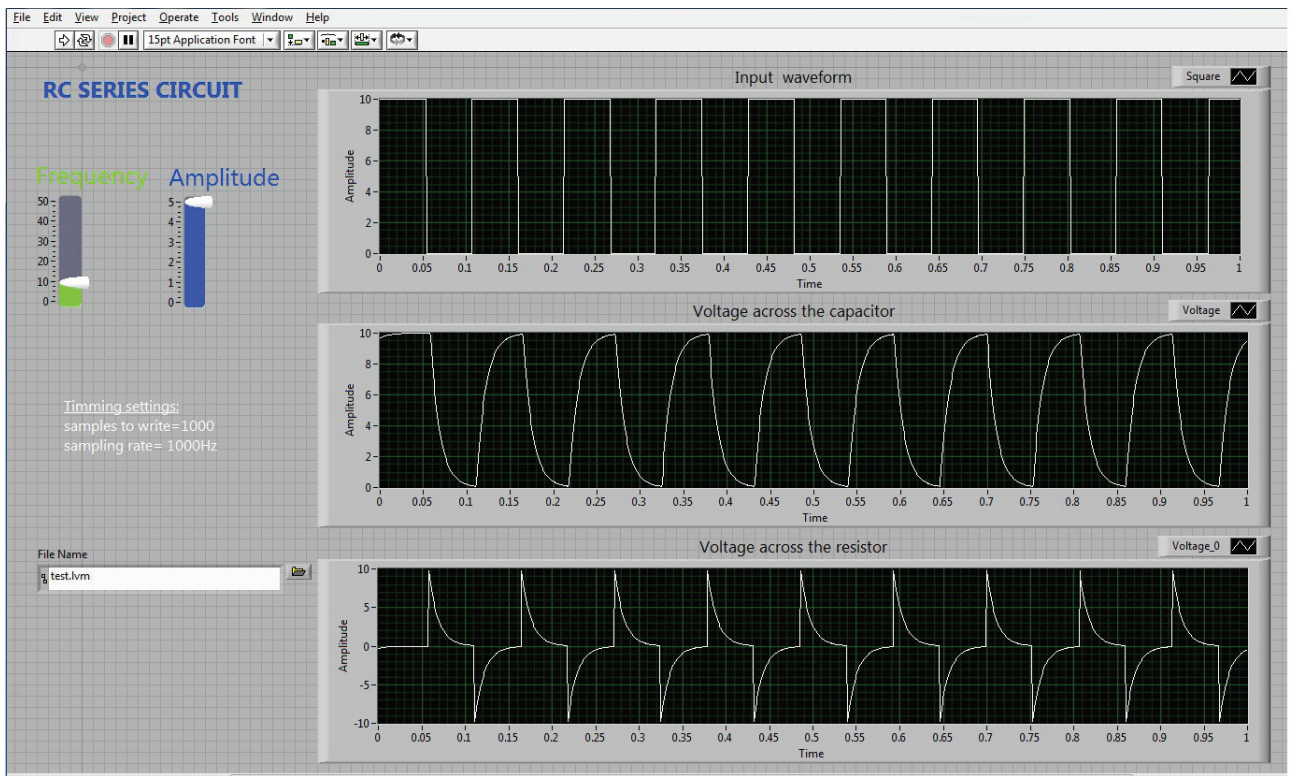 File Edit View Project Operate Tools Window Help
15pt Application Font
RC SERIES CIRCUIT
Frequency
50
40
30
20
10
0
Amplitude
5
4
3
2
1
0
Timming settings:
samples to write=1000
sampling rate= 1000Hz
File Name
test.lvm
Input waveform
Square
Amplitude
10
8
6
4
2
0
0 0.05 0.1 0.15 0.2 0.25 0.3 0.35 0.4 0.45 0.5 0.55 0.6 0.65 0.7 0.75 0.8 0.85 0.9 0.95 1
Time
Voltage across the capacitor
Voltage
Amplitude
10
8
6
4
2
0
0 0.05 0.1 0.15 0.2 0.25 0.3 0.35 0.4 0.45 0.5 0.55 0.6 0.65 0.7 0.75 0.8 0.85 0.9 0.95 1
Time
Voltage across the resistor
Voltage_0
Amplitude
10
5
0
-5
-10
0 0.05 0.1 0.15 0.2 0.25 0.3 0.35 0.4 0.45 0.5 0.55 0.6 0.65 0.7 0.75 0.8 0.85 0.9 0.95 1
Time